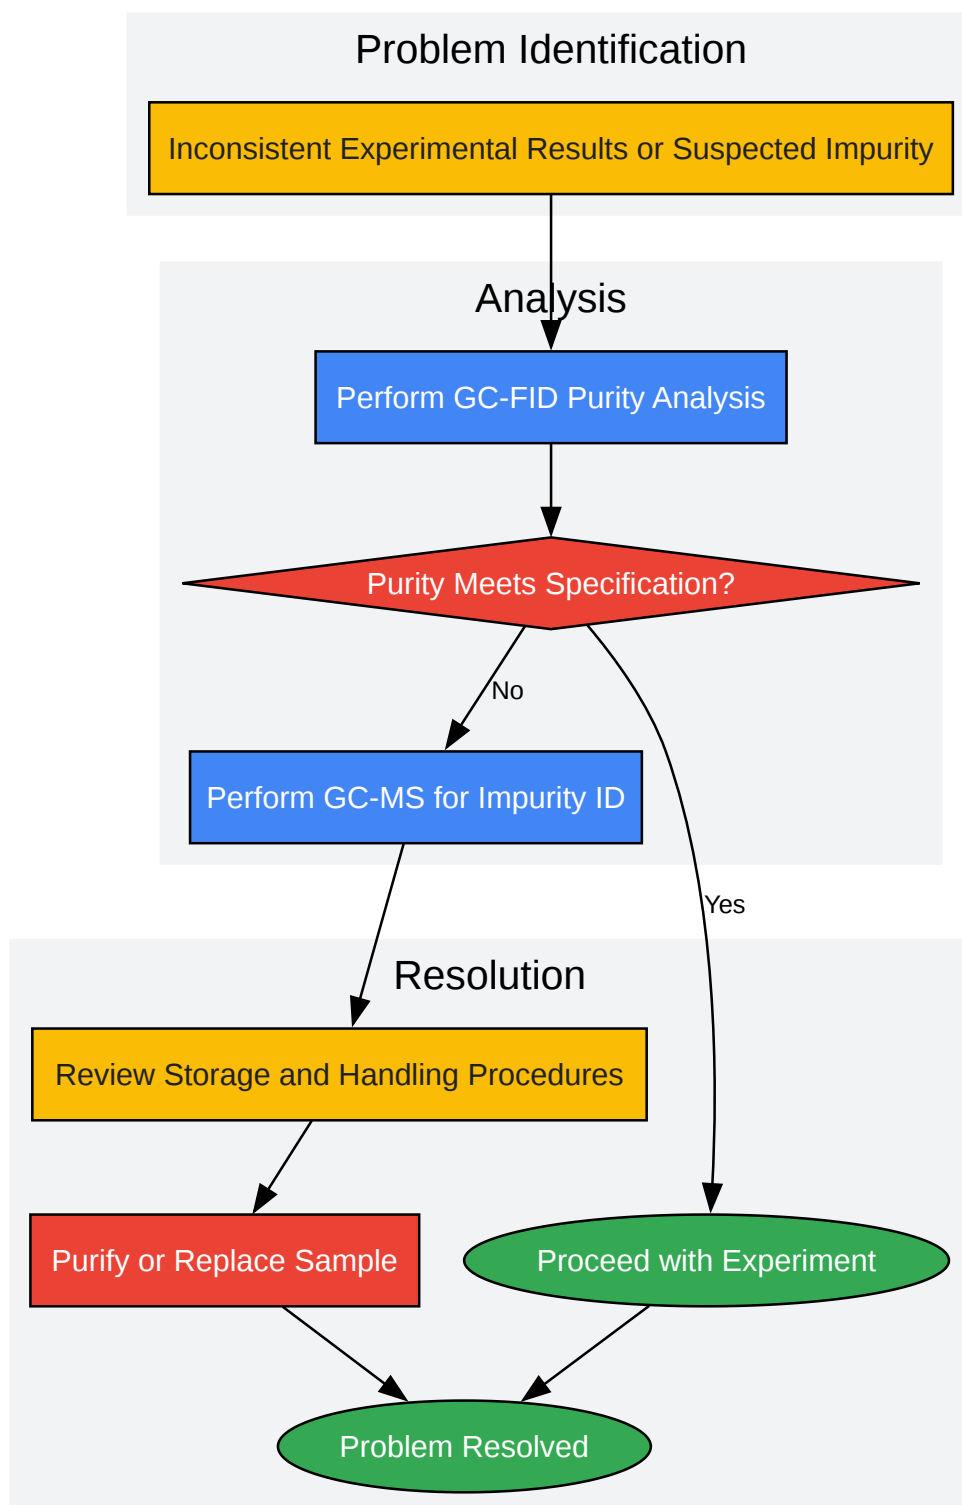 Problem Identification
Inconsistent Experimental Results or Suspected Impurity
Analysis
Perform GC-FID Purity Analysis
Purity Meets Specification?
No
Perform GC-MS for Impurity ID
Yes
Resolution
Review Storage and Handling Procedures
Purify or Replace Sample
Proceed with Experiment
Problem Resolved